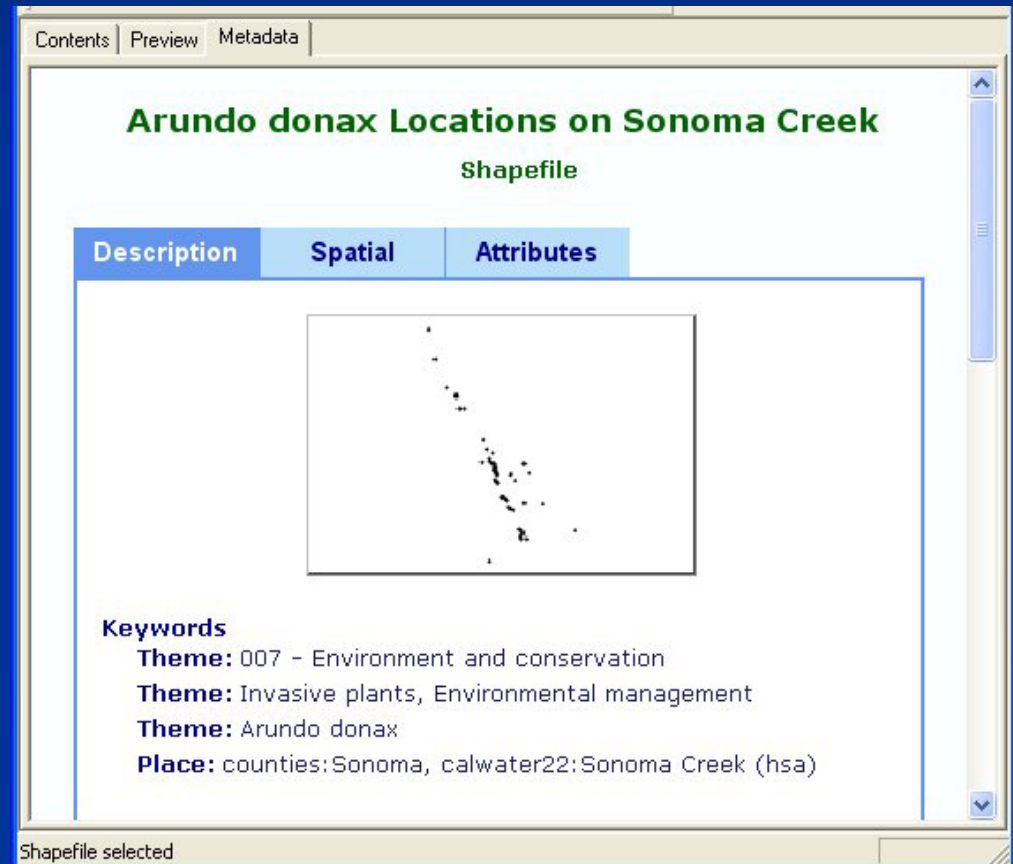 Contents Preview Metadata
Arundo donax Locations on Sonoma Creek
Shapefile
Description Spatial Attributes
Keywords
Theme: 007 - Environment and conservation
Theme: Invasive plants, Environmental management
Theme: Arundo donax
Place: counties:Sonoma, calwater22:Sonoma Creek (hsa)
Shapefile selected